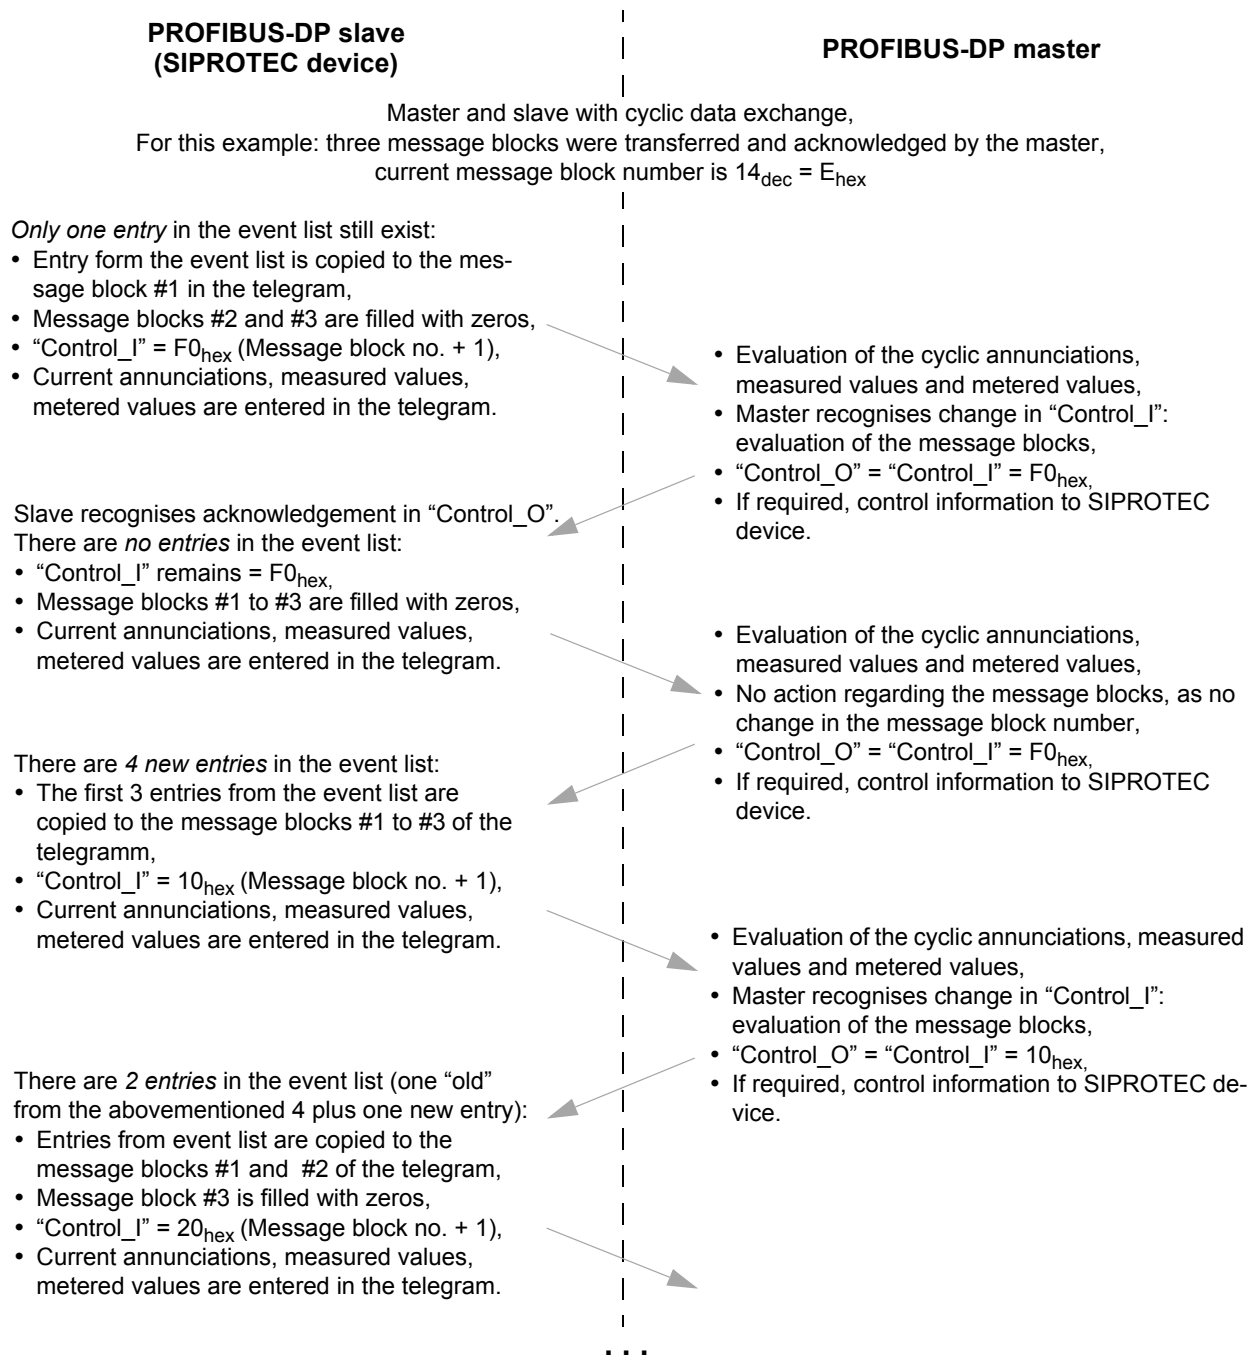 PROFIBUS-DP slave
(SIPROTEC device)
PROFIBUS-DP master
Master and slave with cyclic data exchange,
For this example: three message blocks were transferred and acknowledged by the master,
current message block number is 14dec = Ehex
Only one entry in the event list still exist:
• Entry form the event list is copied to the mes-
sage block #1 in the telegram,
• Message blocks #2 and #3 are filled with zeros,
• “Control_I” = F0hex (Message block no. + 1),
• Current annunciations, measured values,
metered values are entered in the telegram.
• Evaluation of the cyclic annunciations,
measured values and metered values,
• Master recognises change in “Control_I”:
evaluation of the message blocks,
• “Control_O” = “Control_I” = F0hex,
• If required, control information to SIPROTEC
device.
Slave recognises acknowledgement in “Control_O”.
There are no entries in the event list:
• “Control_I” remains = F0hex,
• Message blocks #1 to #3 are filled with zeros,
• Current annunciations, measured values,
metered values are entered in the telegram.
• Evaluation of the cyclic annunciations,
measured values and metered values,
• No action regarding the message blocks, as no
change in the message block number,
• “Control_O” = “Control_I” = F0hex,
• If required, control information to SIPROTEC
device.
There are 4 new entries in the event list:
• The first 3 entries from the event list are
copied to the message blocks #1 to #3 of the
telegramm,
• “Control_I” = 10hex (Message block no. + 1),
• Current annunciations, measured values,
metered values are entered in the telegram.
• Evaluation of the cyclic annunciations, measured
values and metered values,
• Master recognises change in “Control_I”:
evaluation of the message blocks,
• “Control_O” = “Control_I” = 10hex,
• If required, control information to SIPROTEC de-
vice.
There are 2 entries in the event list (one “old”
from the abovementioned 4 plus one new entry):
• Entries from event list are copied to the
message blocks #1 and #2 of the telegram,
• Message block #3 is filled with zeros,
• “Control_I” = 20hex (Message block no. + 1),
• Current annunciations, measured values,
metered values are entered in the telegram.
...